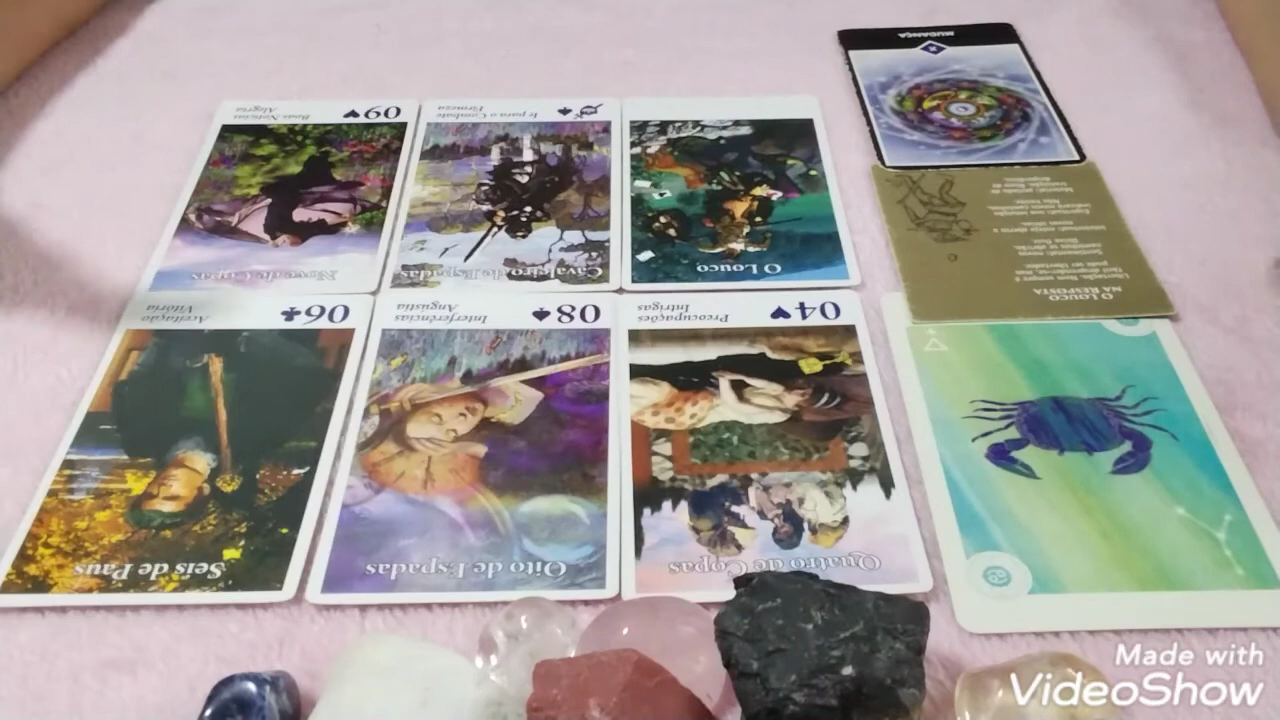 MUDANÇA
09
Boas Notícias
Alegria
Nove de Copas
Ir para o Combate
Firmeza
Cavaleiro de Espadas
O Louco
O LOUCO
NA RESPOSTA
06
Aceitação
Vitória
Seis de Paus
08
Interferências
Angústia
Oito de Espadas
04
Preocupações
Intrigas
Quatro de Copas
Made with
VideoShow